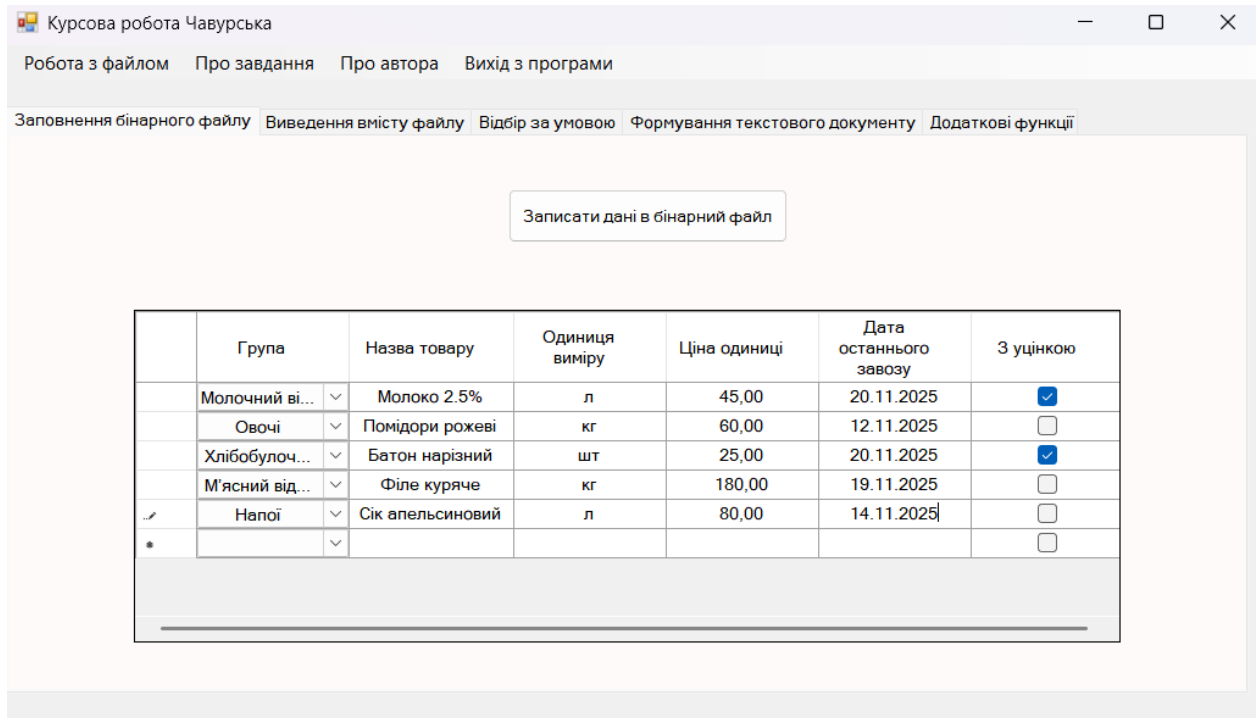 Курсова робота Чавурська
Робота з файлом Про завдання Про автора Вихід з програми
Заповнення бінарного файлу Виведення вмісту файлу Відбір за умовою Формування текстового документу Додаткові функції
Записати дані в бінарний файл
Група Назва товару Одиниця виміру Ціна одиниці Дата останнього завозу З уцінкою
Молочний ві... Молоко 2.5% л 45,00 20.11.2025
Овочі Помідори рожеві кг 60,00 12.11.2025
Хлібобулоч... Батон нарізний шт 25,00 20.11.2025
М'ясний від... Філе куряче кг 180,00 19.11.2025
Напої Сік апельсиновий л 80,00 14.11.2025